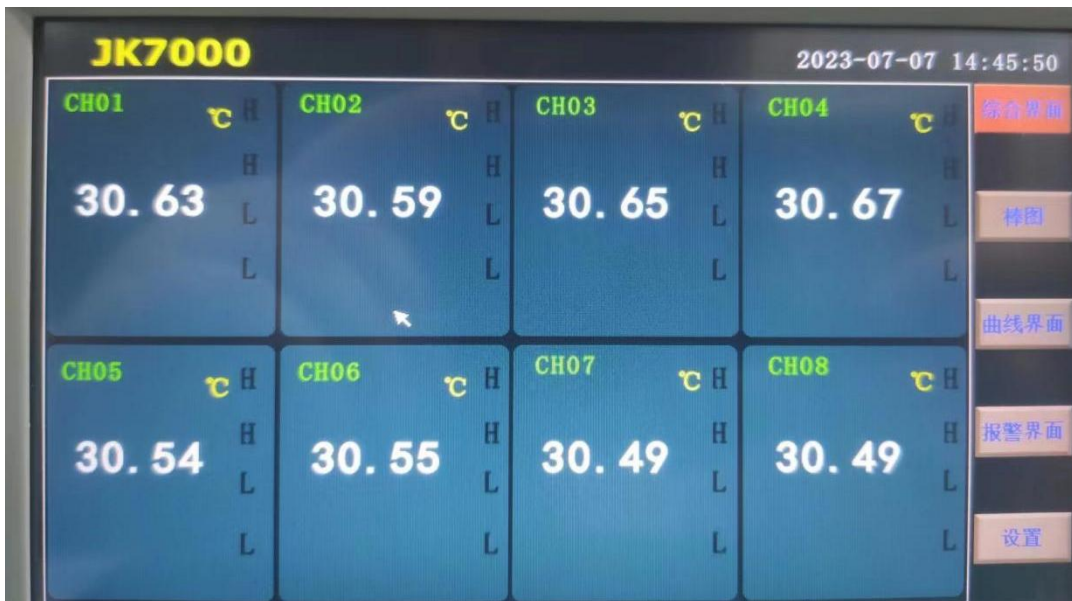 JK7000
2023-07-07 14:45:50
CH01 ℃ H
H
30.63
L
L
CH02 ℃ H
H
30.59
L
L
CH03 ℃ H
H
30.65
L
L
CH04 ℃ H
H
30.67
L
L
CH05 ℃ H
H
30.54
L
L
CH06 ℃ H
H
30.55
L
L
CH07 ℃ H
H
30.49
L
L
CH08 ℃ H
H
30.49
L
L
综合界面
棒图
曲线界面
报警界面
设置